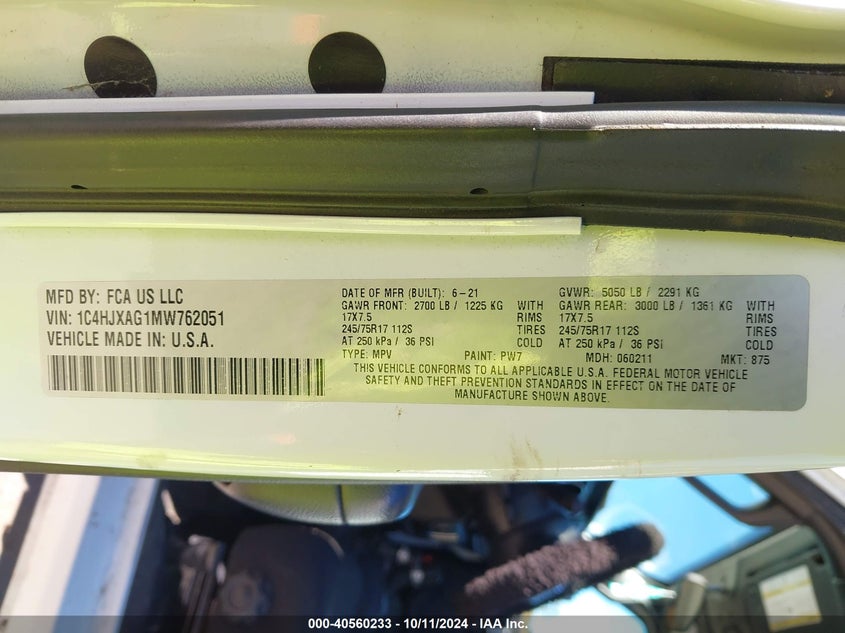 MFD BY: FCA US LLC
VIN: 1C4HJXAG1MW762051
VEHICLE MADE IN: U.S.A.
DATE OF MFR (BUILT): 6-21 GVWR: 5050 LB / 2291 KG
GAWR FRONT: 2700 LB / 1225 KG WITH GAWR REAR: 3000 LB / 1361 KG WITH
17X7.5 RIMS 17X7.5 RIMS
245/75R17 112S TIRES 245/75R17 112S TIRES
AT 250 kPa / 36 PSI COLD AT 250 kPa / 36 PSI COLD
TYPE: MPV PAINT: PW7 MDH: 060211 MKT: 875
THIS VEHICLE CONFORMS TO ALL APPLICABLE U.S.A. FEDERAL MOTOR VEHICLE
SAFETY AND THEFT PREVENTION STANDARDS IN EFFECT ON THE DATE OF
MANUFACTURE SHOWN ABOVE.
000-40560233 - 10/11/2024 - IAA Inc.